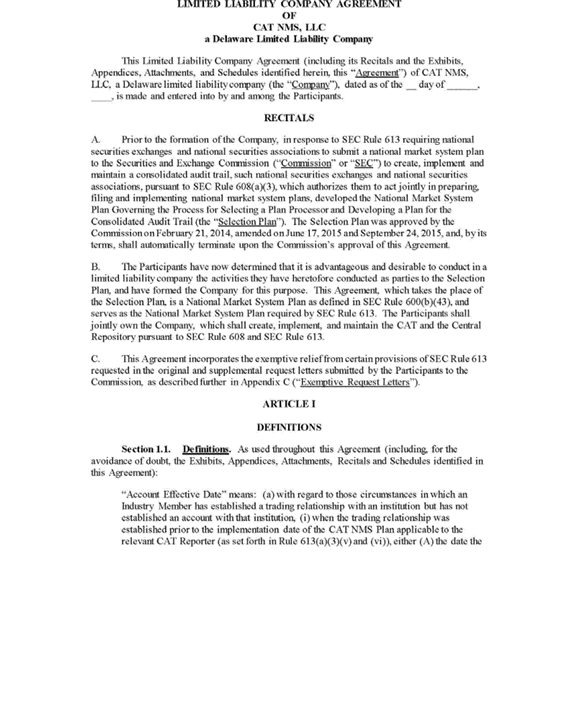 LIMITED LIABILITY COMPANY AGREEMENT
OF
CAT NMS, LLC
a Delaware Limited Liability Company
This Limited Liability Company Agreement (including its Recitals and the Exhibits,
Appendices, Attachments, and Schedules identified herein, this “Agreement”) of CAT NMS,
LLC, a Delaware limited liability company (the “Company”), dated as of the __ day of ______,
____, is made and entered into by and among the Participants.
RECITALS
A. Prior to the formation of the Company, in response to SEC Rule 613 requiring national
securities exchanges and national securities associations to submit a national market system plan
to the Securities and Exchange Commission (“Commission” or “SEC”) to create, implement and
maintain a consolidated audit trail, such national securities exchanges and national securities
associations, pursuant to SEC Rule 608(a)(3), which authorizes them to act jointly in preparing,
filing and implementing national market system plans, developed the National Market System
Plan Governing the Process for Selecting a Plan Processor and Developing a Plan for the
Consolidated Audit Trail (the “Selection Plan”). The Selection Plan was approved by the
Commission on February 21, 2014, amended on June 17, 2015 and September 24, 2015, and, by its
terms, shall automatically terminate upon the Commission’s approval of this Agreement.
B. The Participants have now determined that it is advantageous and desirable to conduct in a
limited liability company the activities they have heretofore conducted as parties to the Selection
Plan, and have formed the Company for this purpose. This Agreement, which takes the place of
the Selection Plan, is a National Market System Plan as defined in SEC Rule 600(b)(43), and
serves as the National Market System Plan required by SEC Rule 613. The Participants shall
jointly own the Company, which shall create, implement, and maintain the CAT and the Central
Repository pursuant to SEC Rule 608 and SEC Rule 613.
C. This Agreement incorporates the exemptive relief from certain provisions of SEC Rule 613
requested in the original and supplemental request letters submitted by the Participants to the
Commission, as described further in Appendix C (“Exemptive Request Letters”).
ARTICLE I
DEFINITIONS
Section 1.1. Definitions. As used throughout this Agreement (including, for the
avoidance of doubt, the Exhibits, Appendices, Attachments, Recitals and Schedules identified in
this Agreement):
“Account Effective Date” means: (a) with regard to those circumstances in which an
Industry Member has established a trading relationship with an institution but has not
established an account with that institution, (i) when the trading relationship was
established prior to the implementation date of the CAT NMS Plan applicable to the
relevant CAT Reporter (as set forth in Rule 613(a)(3)(v) and (vi)), either (A) the date the